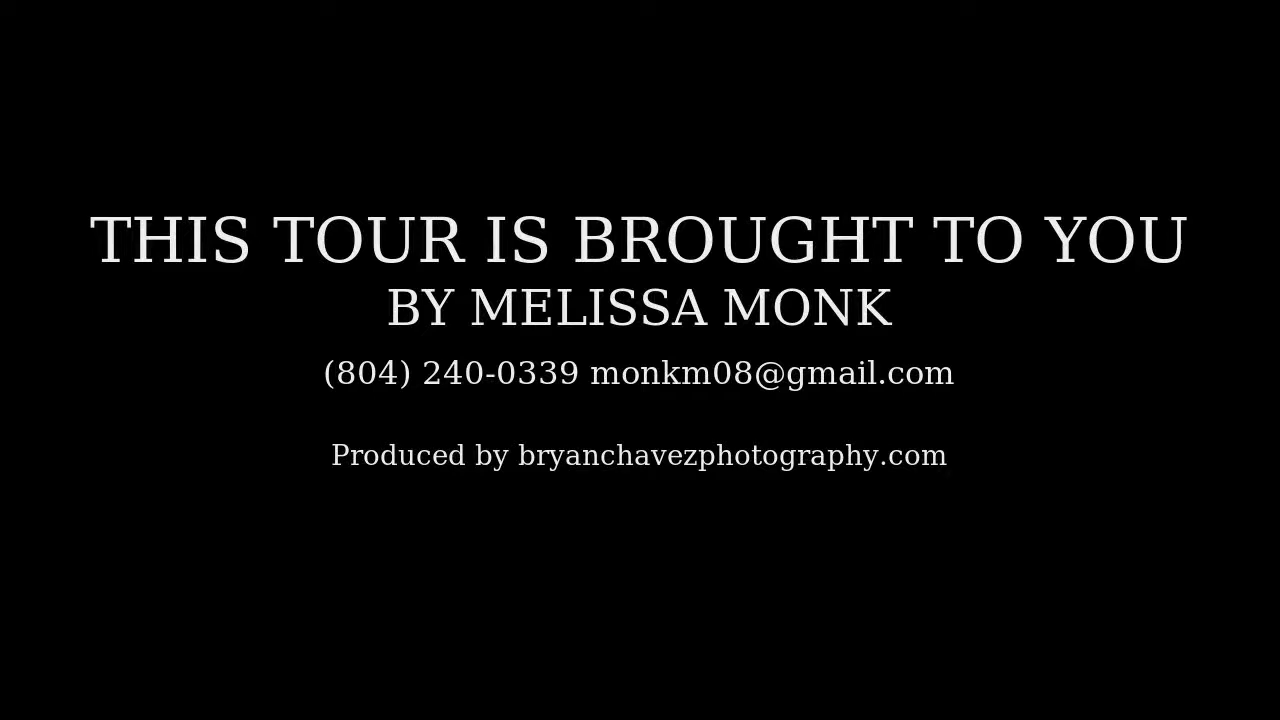 THIS TOUR IS BROUGHT TO YOU
BY MELISSA MONK
(804) 240-0339 monkm08@gmail.com
Produced by bryanchavezphotography.com